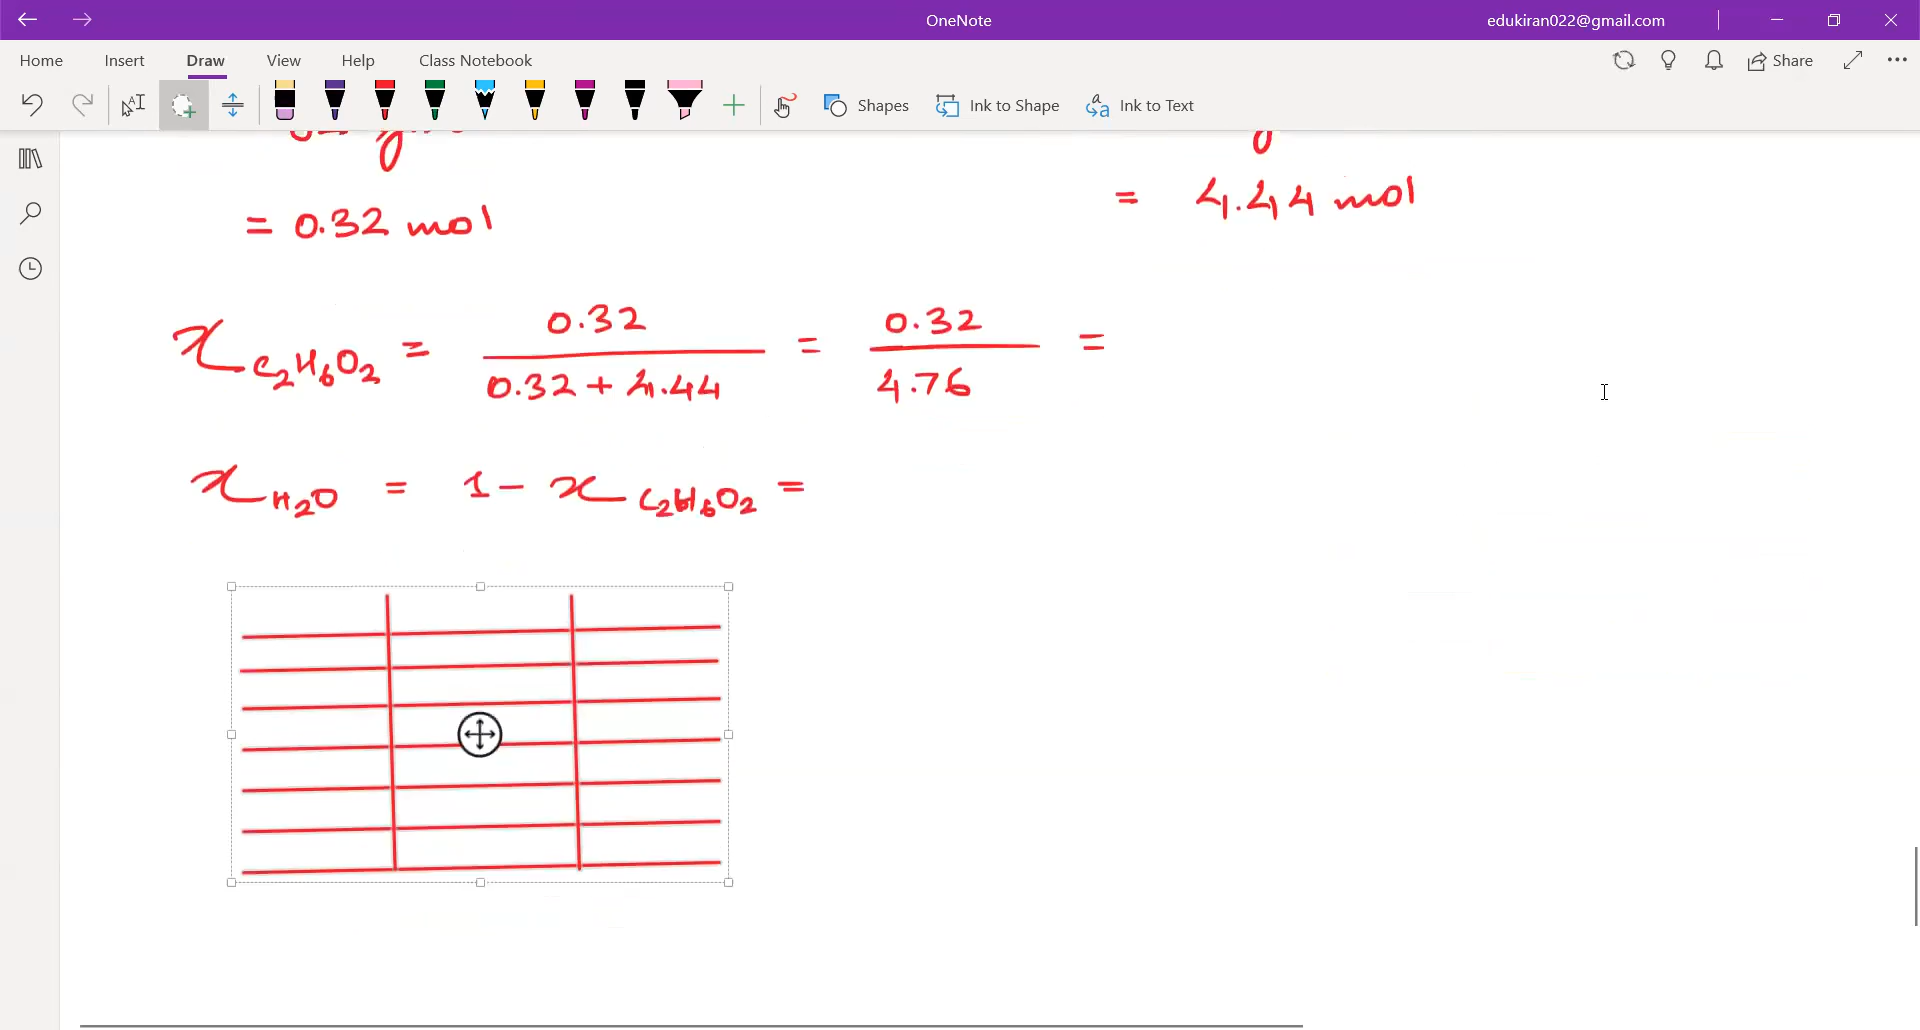 OneNote
edukiran022@gmail.com
Home Insert Draw View Help Class Notebook
Share
Shapes Ink to Shape Ink to Text
= 0.32 mol
= 4.44 mol
x C2H6O2 = 0.32 / 0.32 + 4.44 = 0.32 / 4.76 =
x H2O = 1 - x C2H6O2 =